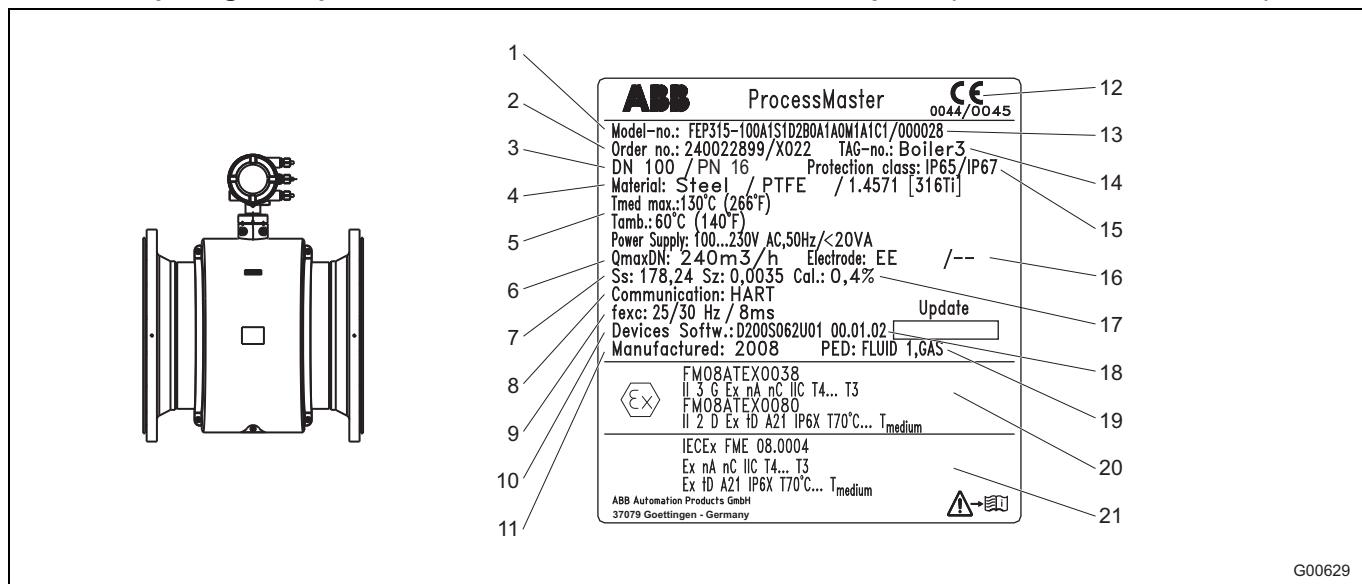 1
2
3
4
5
6
7
8
9
10
11
ABB ProcessMaster CE
0044/0045
Model-no.: FEP315-100A1S1D2B0A1A0M1A1C1/000028
Order no.: 240022899/X022 TAG-no.: Boiler3
DN 100 / PN 16 Protection class: IP65/IP67
Material: Steel / PTFE / 1.4571 [316Ti]
Tmed max.:130°C (266°F)
Tamb.: 60°C (140°F)
Power Supply: 100...230V AC,50Hz/<20VA
QmaxDN: 240m3/h Electrode: EE /--
Ss: 178,24 Sz: 0,0035 Cal.: 0,4%
Communication: HART
fexc: 25/30 Hz / 8ms Update
Devices Softw.: D200S062U01 00.01.02
Manufactured: 2008 PED: FLUID 1,GAS
Ex
FM08ATEX0038
II 3 G Ex nA nC IIC T4... T3
FM08ATEX0080
II 2 D Ex tD A21 IP6X T70°C... Tmedium
IECEx FME 08.0004
Ex nA nC IIC T4... T3
Ex tD A21 IP6X T70°C... Tmedium
ABB Automation Products GmbH
37079 Goettingen - Germany
i
12
13
14
15
16
17
18
19
20
21
G00629